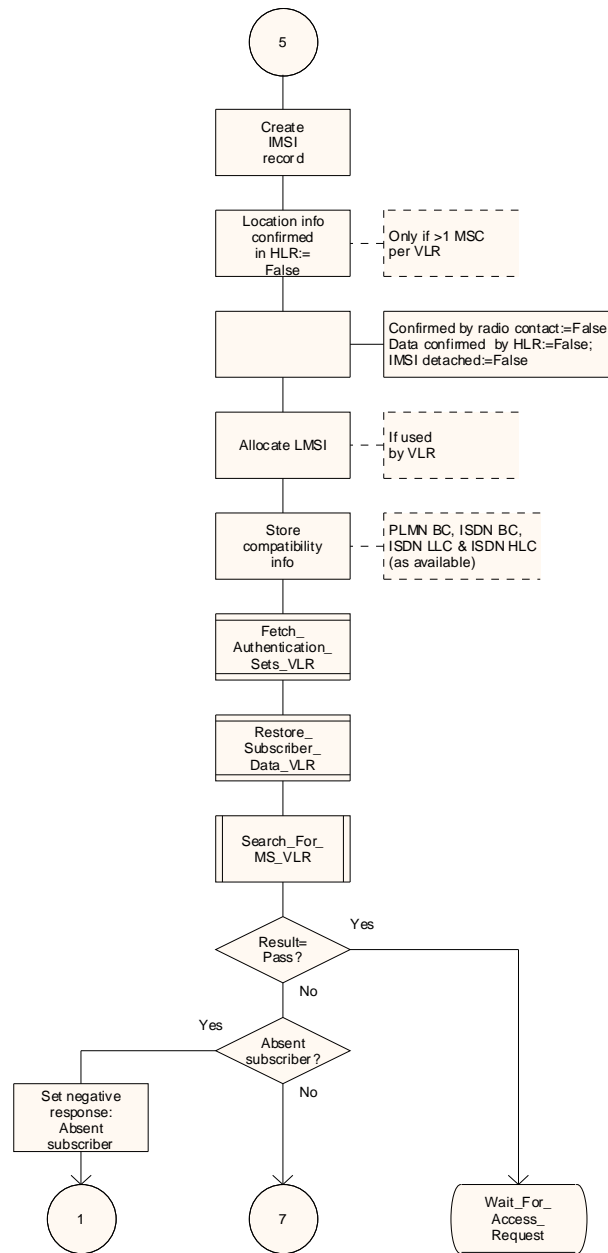 5
Create
IMSI
record
Location info
confirmed
in HLR:=
False
Only if >1 MSC
per VLR
Confirmed by radio contact:=False
Data confirmed by HLR:=False;
IMSI detached:=False
Allocate LMSI
If used
by VLR
Store
compatibility
info
PLMN BC, ISDN BC,
ISDN LLC & ISDN HLC
(as available)
Fetch_
Authentication_
Sets_VLR
Restore_
Subscriber_
Data_VLR
Search_For_
MS_VLR
Result=
Pass?
Yes
No
Absent
subscriber?
Yes
No
Set negative
response:
Absent
subscriber
1
7
Wait_For_
Access_
Request